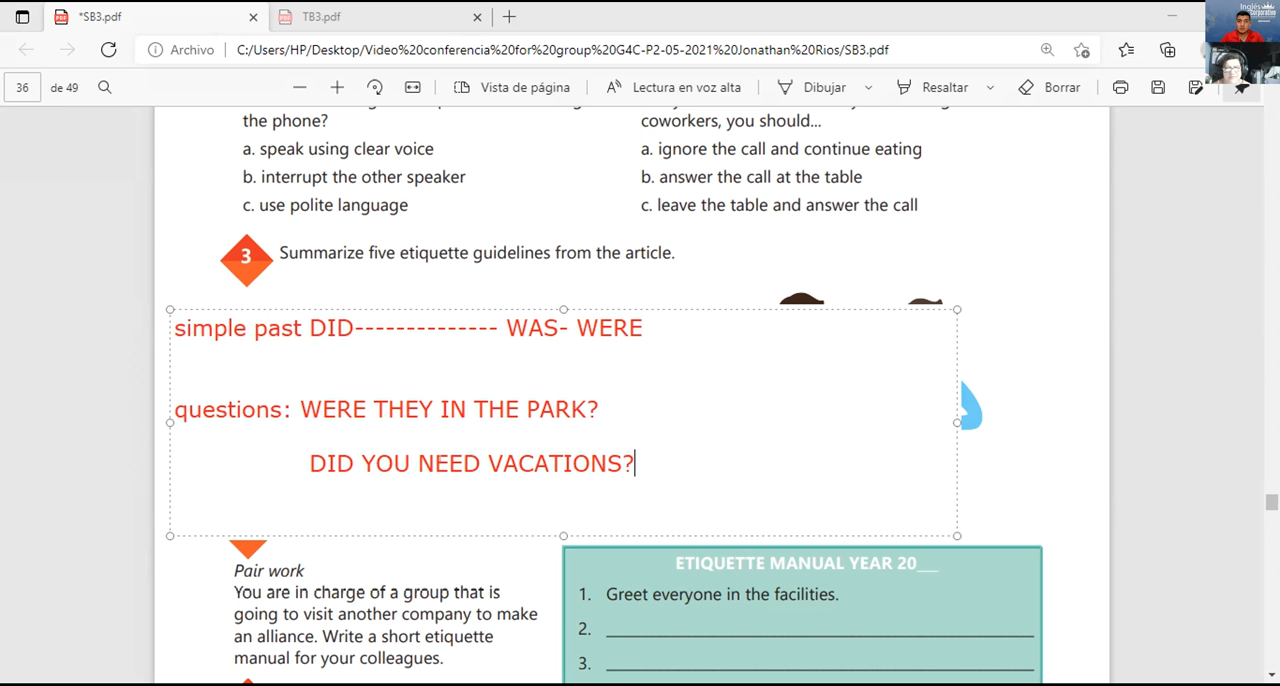 *SB3.pdf
TB3.pdf
Archivo
C:/Users/HP/Desktop/Video%20conferencia%20for%20group%20G4C-P2-05-2021%20Jonathan%20Rios/SB3.pdf
36
de 49
Vista de página
Lectura en voz alta
Dibujar
Resaltar
Borrar
Inglés
Corporativo
the phone?
a. speak using clear voice
b. interrupt the other speaker
c. use polite language
coworkers, you should...
a. ignore the call and continue eating
b. answer the call at the table
c. leave the table and answer the call
3
Summarize five etiquette guidelines from the article.
simple past DID-------------- WAS- WERE
questions: WERE THEY IN THE PARK?
DID YOU NEED VACATIONS?
Pair work
You are in charge of a group that is
going to visit another company to make
an alliance. Write a short etiquette
manual for your colleagues.
ETIQUETTE MANUAL YEAR 20__
1. Greet everyone in the facilities.
2.
3.